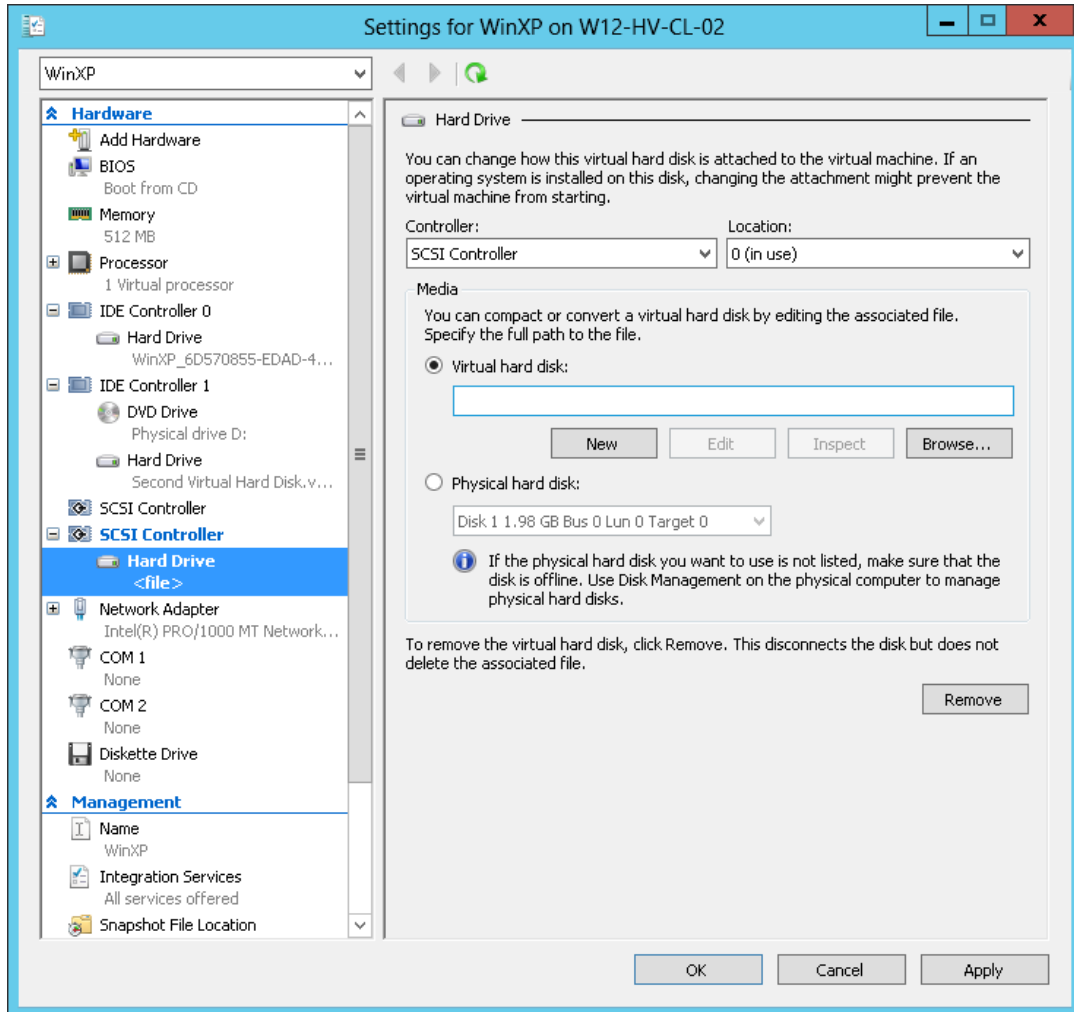 Settings for WinXP on W12-HV-CL-02
WinXP
Hardware
Add Hardware
BIOS
Boot from CD
Memory
512 MB
Processor
1 Virtual processor
IDE Controller 0
Hard Drive
WinXP_6D570855-EDAD-4...
IDE Controller 1
DVD Drive
Physical drive D:
Hard Drive
Second Virtual Hard Disk.v...
SCSI Controller
SCSI Controller
Hard Drive
<file>
Network Adapter
Intel(R) PRO/1000 MT Network...
COM 1
None
COM 2
None
Diskette Drive
None
Management
Name
WinXP
Integration Services
All services offered
Snapshot File Location
Hard Drive
You can change how this virtual hard disk is attached to the virtual machine. If an
operating system is installed on this disk, changing the attachment might prevent the
virtual machine from starting.
Controller: Location:
SCSI Controller 0 (in use)
Media
You can compact or convert a virtual hard disk by editing the associated file.
Specify the full path to the file.
Virtual hard disk:
New Edit Inspect Browse...
Physical hard disk:
Disk 1 1.98 GB Bus 0 Lun 0 Target 0
If the physical hard disk you want to use is not listed, make sure that the
disk is offline. Use Disk Management on the physical computer to manage
physical hard disks.
To remove the virtual hard disk, click Remove. This disconnects the disk but does not
delete the associated file.
Remove
OK Cancel Apply